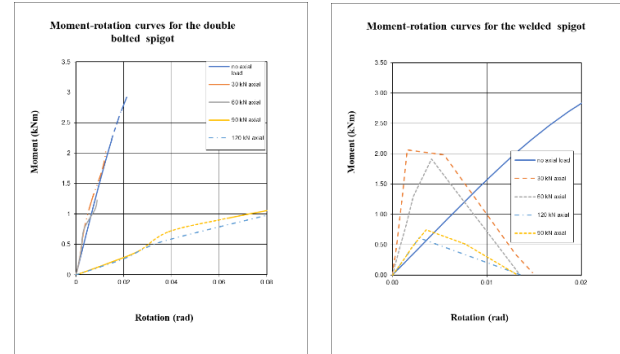 Moment-rotation curves for the double
bolted spigot
Moment (kNm)
3.5
3
2.5
2
1.5
1
0.5
0
0
0.02
0.04
0.06
0.08
no axial
load
30 kN axial
60 kN axial
90 kN axial
120 kN axial
Rotation (rad)
Moment-rotation curves for the welded spigot
Moment (kNm)
3.50
3.00
2.50
2.00
1.50
1.00
0.50
0.00
0.00
0.01
0.02
no axial load
30 kN axial
60 kN axial
120 kN axial
90 kN axial
Rotation (rad)